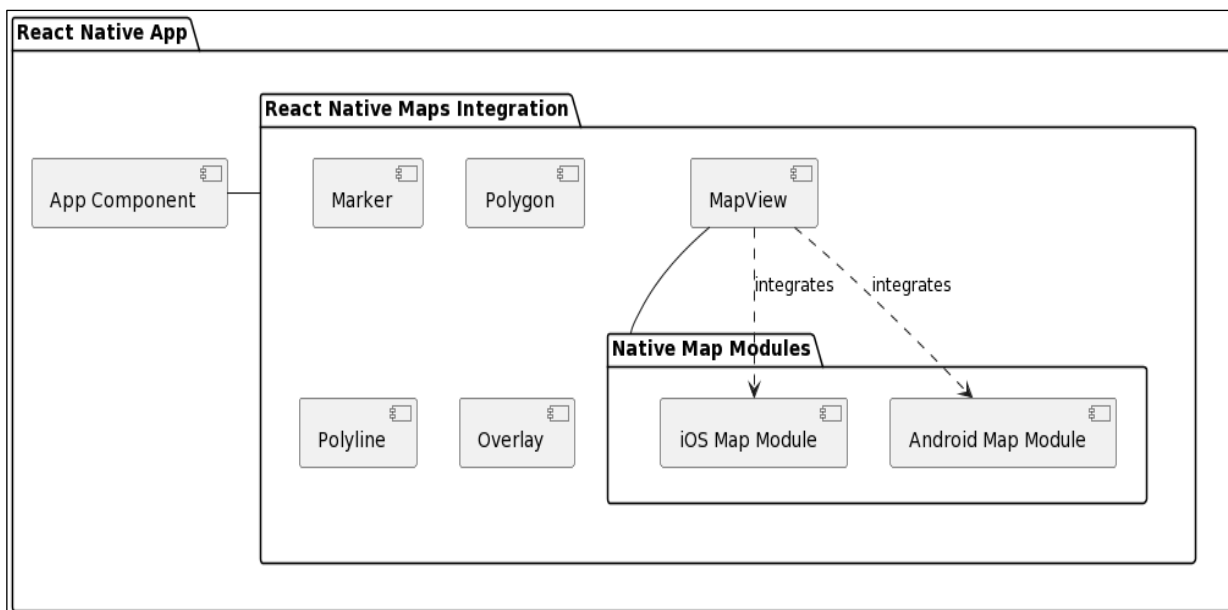 React Native App
React Native Maps Integration
App Component
Marker
Polygon
MapView
integrates
integrates
Native Map Modules
Polyline
Overlay
iOS Map Module
Android Map Module